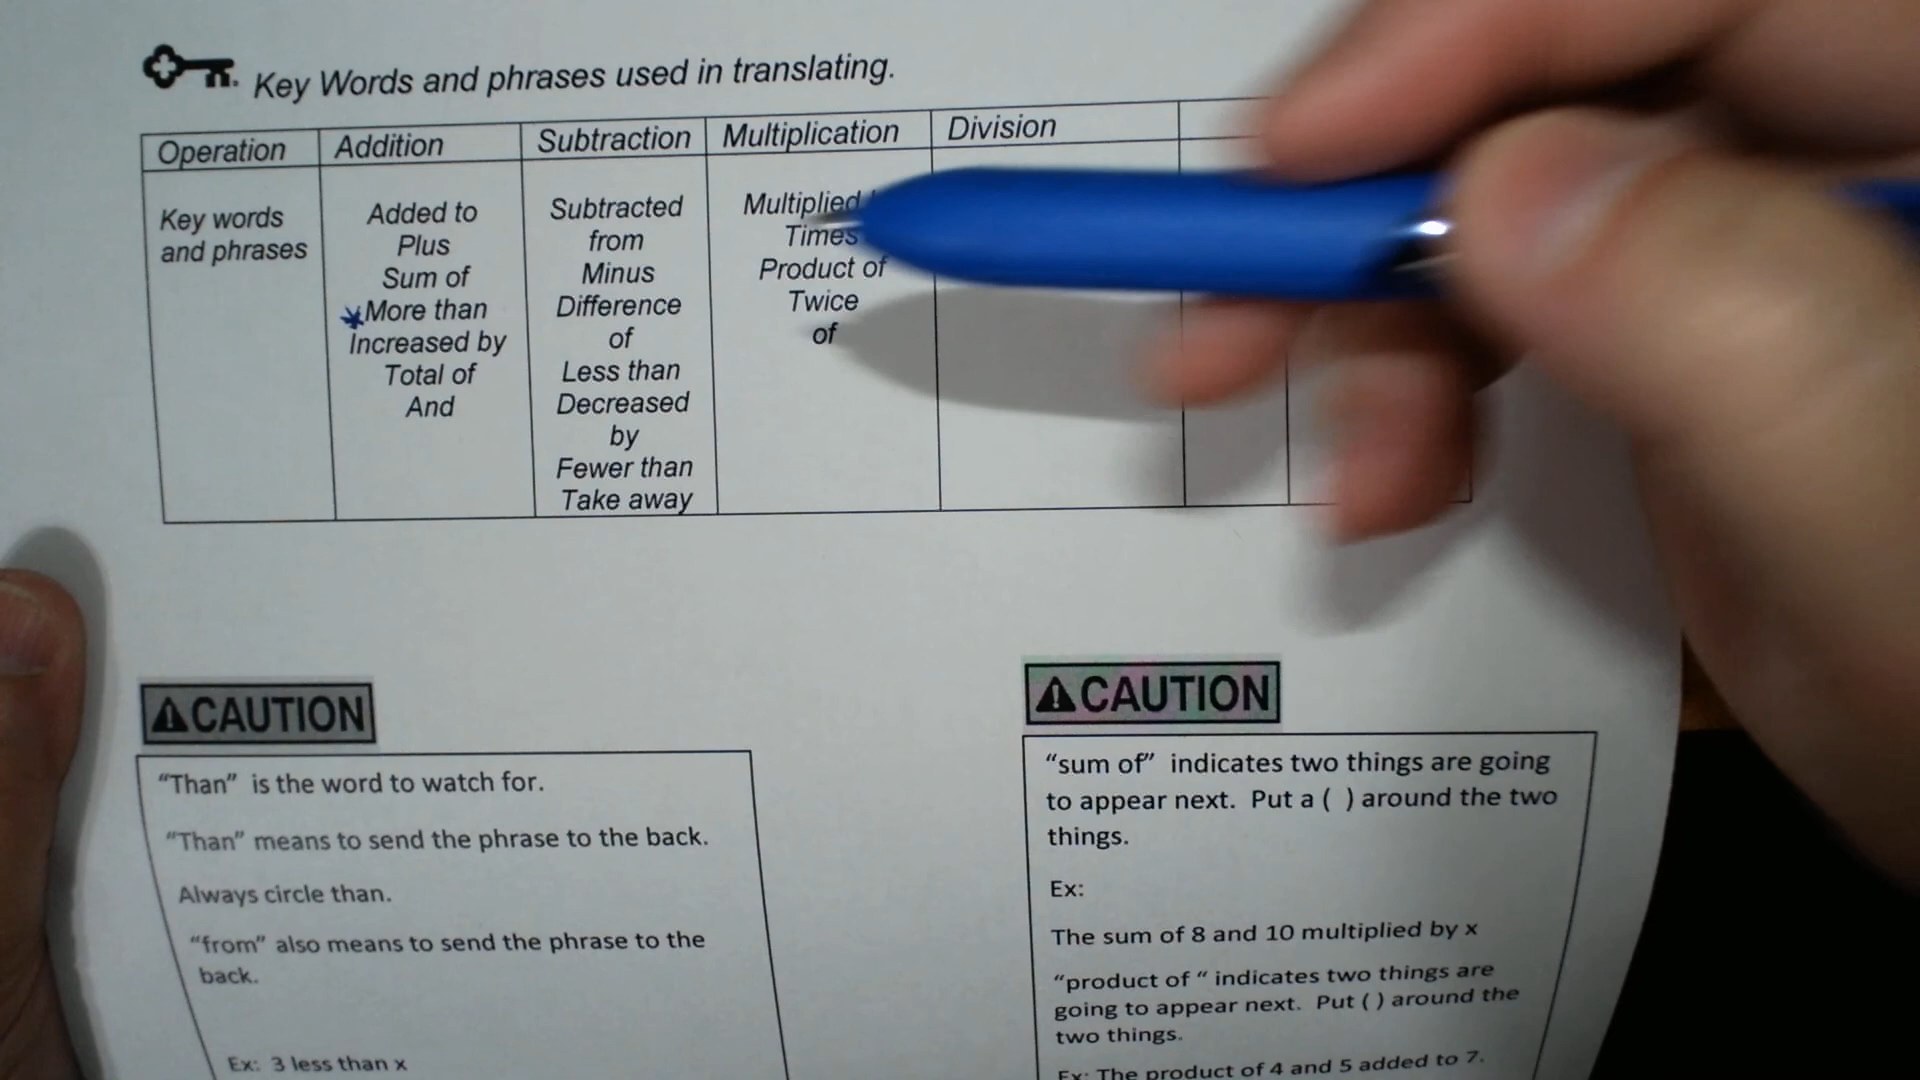 Key Words and phrases used in translating.
Operation
Addition
Subtraction
Multiplication
Division
Key words
and phrases
Added to
Plus
Sum of
More than
Increased by
Total of
And
Subtracted
from
Minus
Difference
of
Less than
Decreased
by
Fewer than
Take away
Multiplied
Times
Product of
Twice
of
CAUTION
“Than” is the word to watch for.
“Than” means to send the phrase to the back.
Always circle than.
“from” also means to send the phrase to the
back.
Ex: 3 less than x
CAUTION
“sum of” indicates two things are going
to appear next. Put a ( ) around the two
things.
Ex:
The sum of 8 and 10 multiplied by x
“product of “ indicates two things are
going to appear next. Put ( ) around the
two things.
Ex: The product of 4 and 5 added to 7.